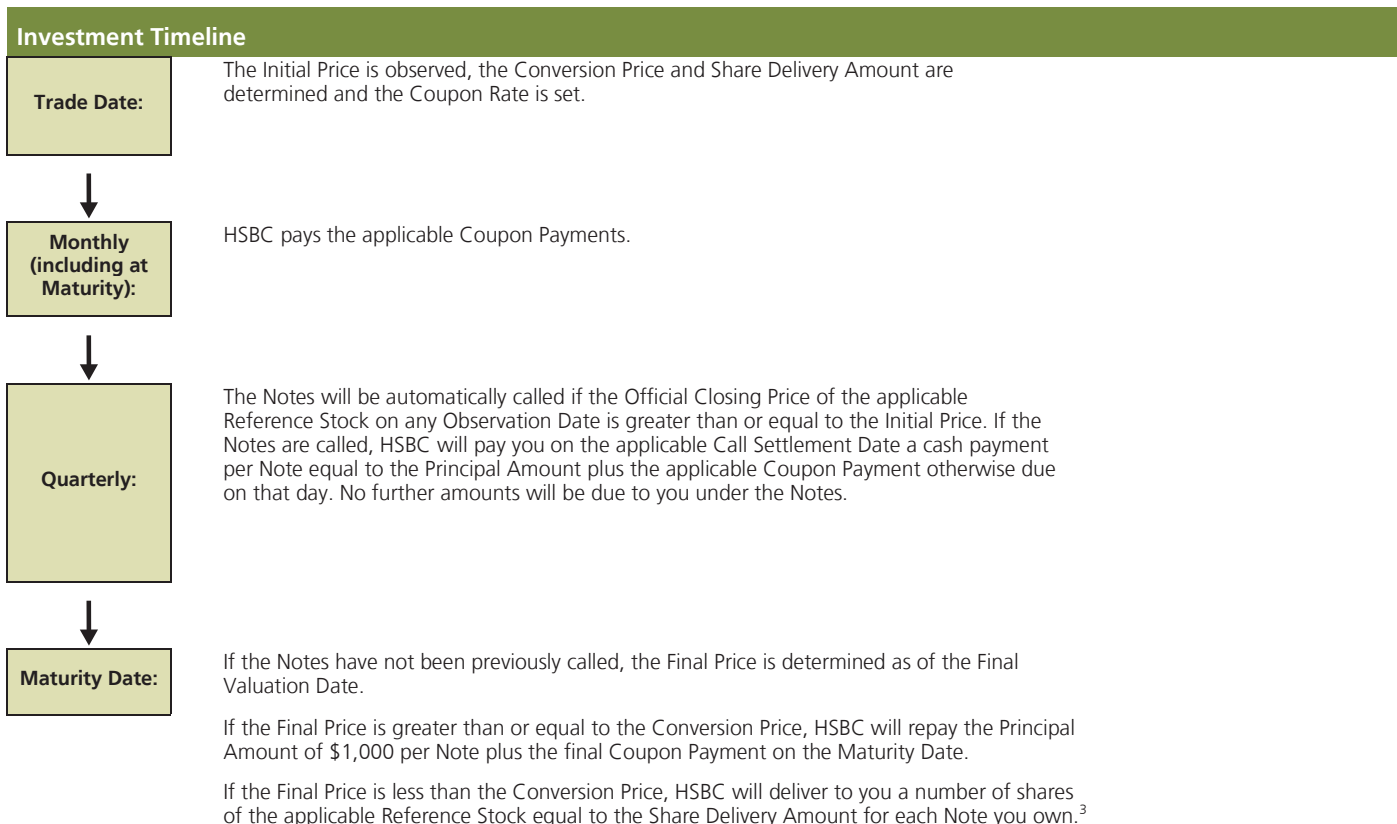 Investment Timeline
Trade Date:
The Initial Price is observed, the Conversion Price and Share Delivery Amount are
determined and the Coupon Rate is set.
Monthly
(including at
Maturity):
HSBC pays the applicable Coupon Payments.
Quarterly:
The Notes will be automatically called if the Official Closing Price of the applicable
Reference Stock on any Observation Date is greater than or equal to the Initial Price. If the
Notes are called, HSBC will pay you on the applicable Call Settlement Date a cash payment
per Note equal to the Principal Amount plus the applicable Coupon Payment otherwise due
on that day. No further amounts will be due to you under the Notes.
Maturity Date:
If the Notes have not been previously called, the Final Price is determined as of the Final
Valuation Date.
If the Final Price is greater than or equal to the Conversion Price, HSBC will repay the Principal
Amount of $1,000 per Note plus the final Coupon Payment on the Maturity Date.
If the Final Price is less than the Conversion Price, HSBC will deliver to you a number of shares
of the applicable Reference Stock equal to the Share Delivery Amount for each Note you own.³